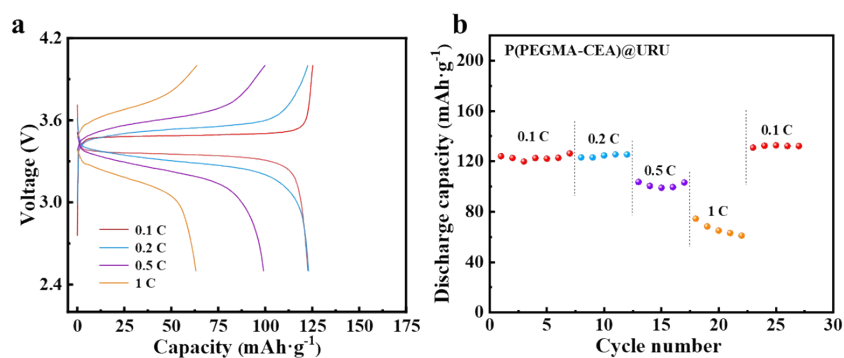 a
4.2
3.6
3.0
2.4
Voltage (V)
0.1 C
0.2 C
0.5 C
1 C
0 25 50 75 100 125 150 175
Capacity (mAh·g⁻¹)
b
P(PEGMA-CEA)@URU
200
160
120
80
40
0
Discharge capacity (mAh·g⁻¹)
0.1 C
0.2 C
0.5 C
1 C
0.1 C
0 5 10 15 20 25 30
Cycle number